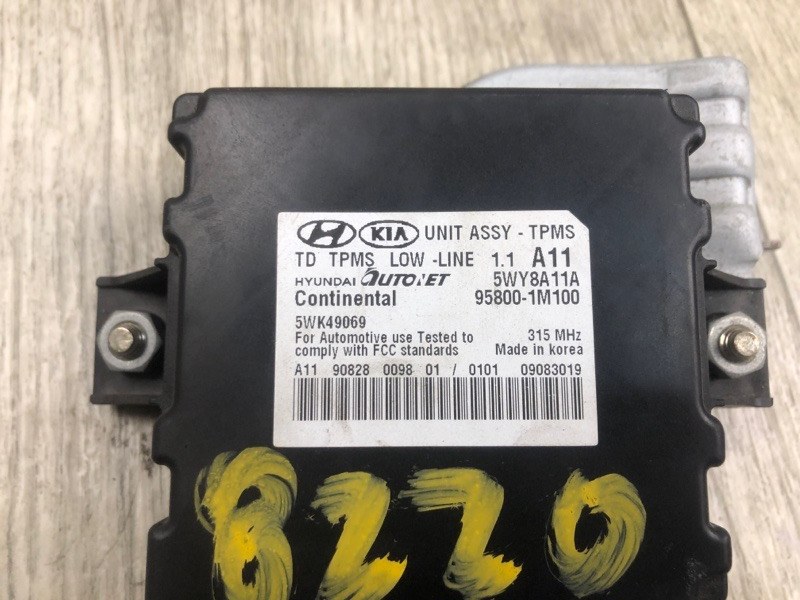 H KIA UNIT ASSY - TPMS
TD TPMS LOW -LINE 1.1 A11
HYUNDAI AUTONET 5WY8A11A
Continental 95800-1M100
5WK49069
For Automotive use Tested to 315 MHz
comply with FCC standards Made in korea
A11 90828 0098 01 / 0101 09083019
8220